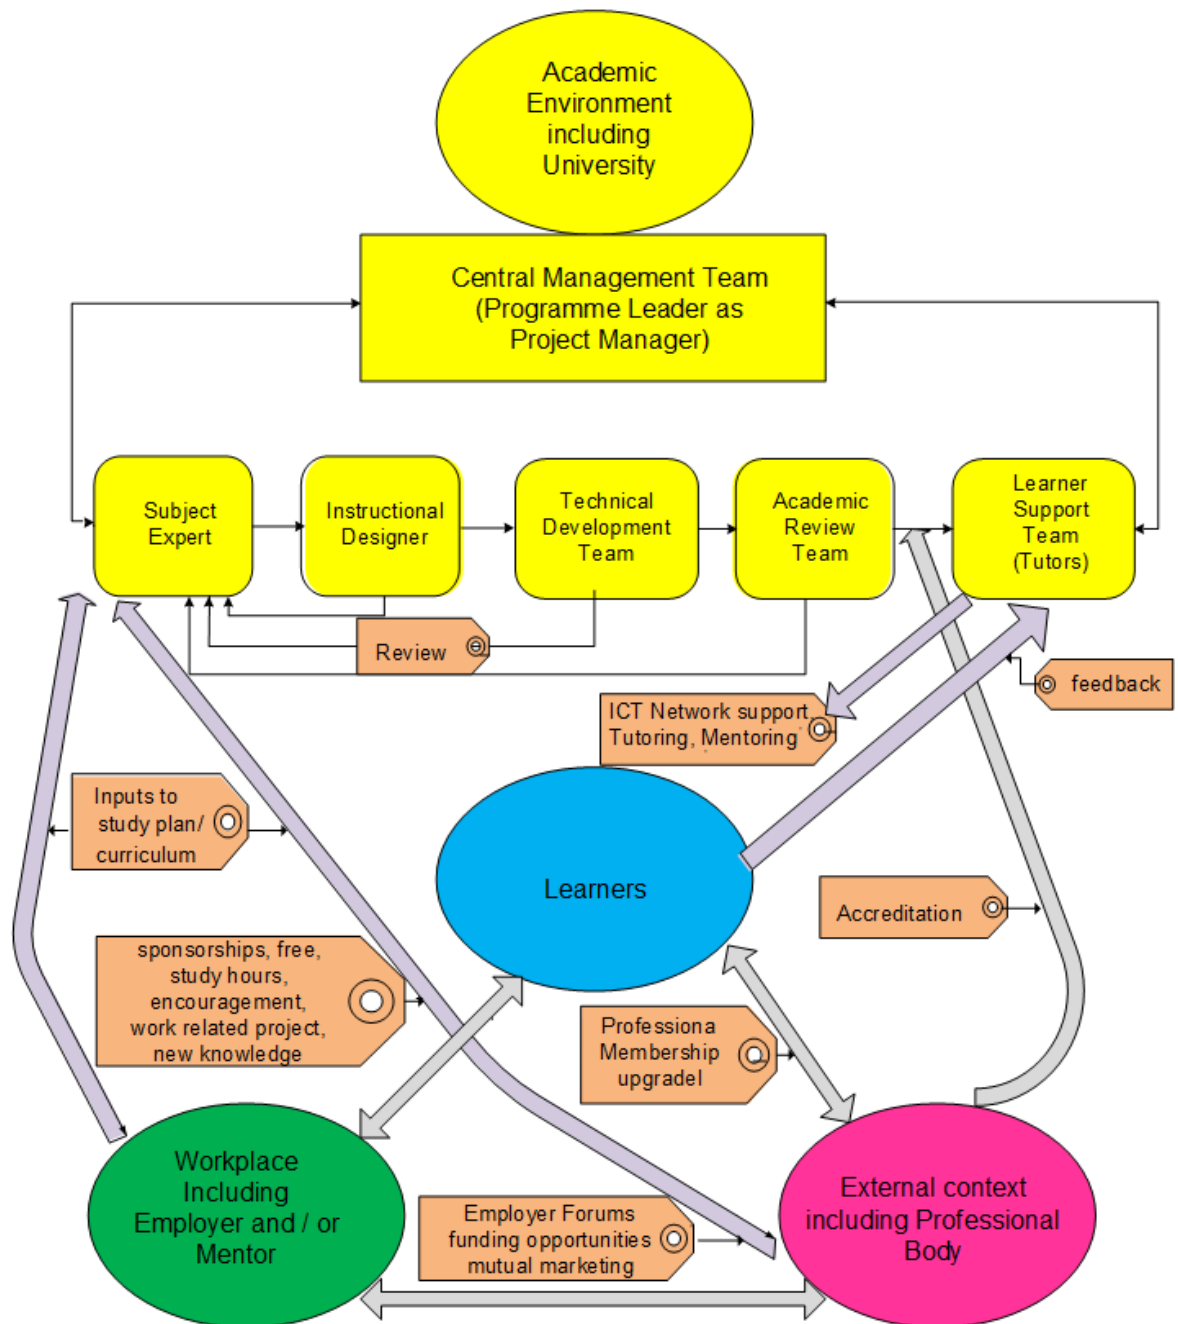 Academic
Environment
including
University
Central Management Team
(Programme Leader as
Project Manager)
Subject
Expert
Instructional
Designer
Technical
Development
Team
Academic
Review
Team
Learner
Support
Team
(Tutors)
Review
feedback
ICT Network support,
Tutoring, Mentoring
Inputs to
study plan/
curriculum
Learners
Accreditation
sponsorships, free,
study hours,
encouragement,
work related project,
new knowledge
Professiona
Membership
upgradel
Workplace
Including
Employer and / or
Mentor
Employer Forums
funding opportunities
mutual marketing
External context
including Professional
Body